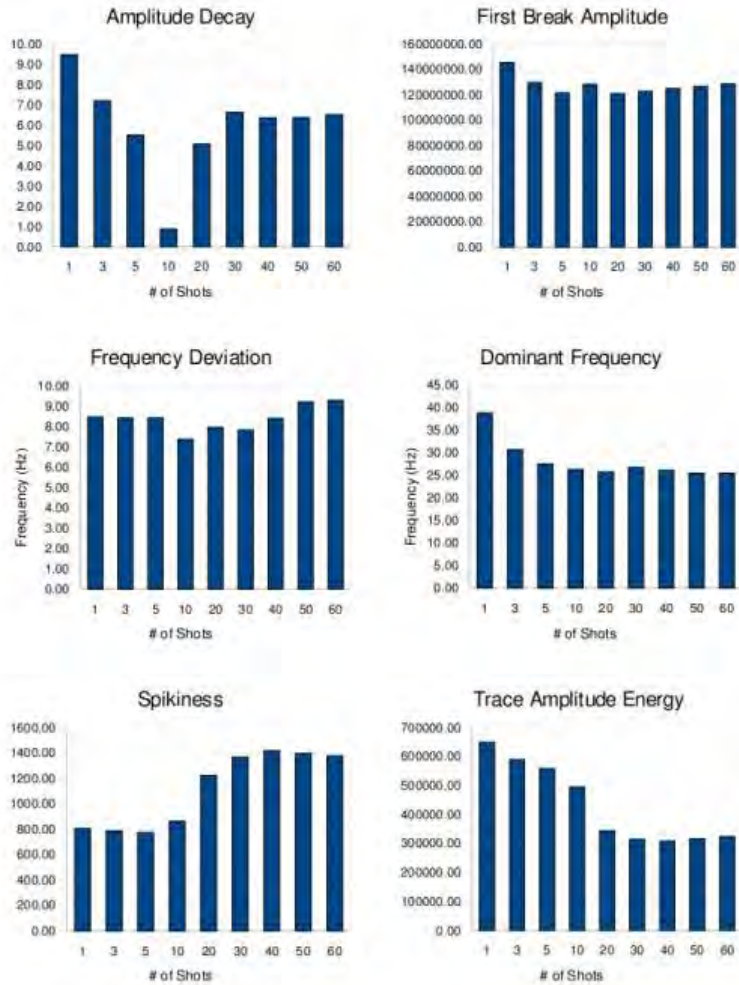 Amplitude Decay
10.00
9.00
8.00
7.00
6.00
5.00
4.00
3.00
2.00
1.00
0.00
1 3 5 10 20 30 40 50 60
# of Shots
First Break Amplitude
160000000.00
140000000.00
120000000.00
100000000.00
80000000.00
60000000.00
40000000.00
20000000.00
0.00
1 3 5 10 20 30 40 50 60
# of Shots
Frequency Deviation
Frequency (Hz)
10.00
9.00
8.00
7.00
6.00
5.00
4.00
3.00
2.00
1.00
0.00
1 3 5 10 20 30 40 50 60
# of Shots
Dominant Frequency
Frequency (Hz)
45.00
40.00
35.00
30.00
25.00
20.00
15.00
10.00
5.00
0.00
1 3 5 10 20 30 40 50 60
# of Shots
Spikiness
1600.00
1400.00
1200.00
1000.00
800.00
600.00
400.00
200.00
0.00
1 3 5 10 20 30 40 50 60
# of Shots
Trace Amplitude Energy
700000.00
600000.00
500000.00
400000.00
300000.00
200000.00
100000.00
0.00
1 3 5 10 20 30 40 50 60
# of Shots